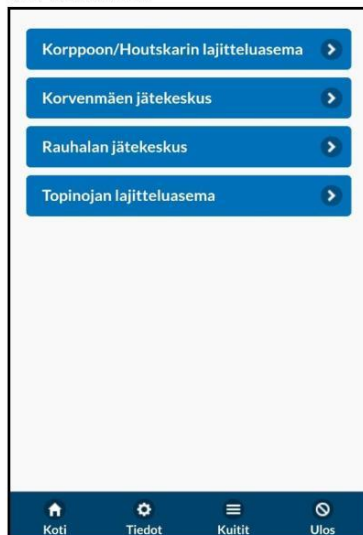 Korppoon/Houtskarin lajitteluasema
Korvenmäen jätekeskus
Rauhalan jätekeskus
Topinojan lajitteluasema
Koti Tiedot Kuitit Ulos